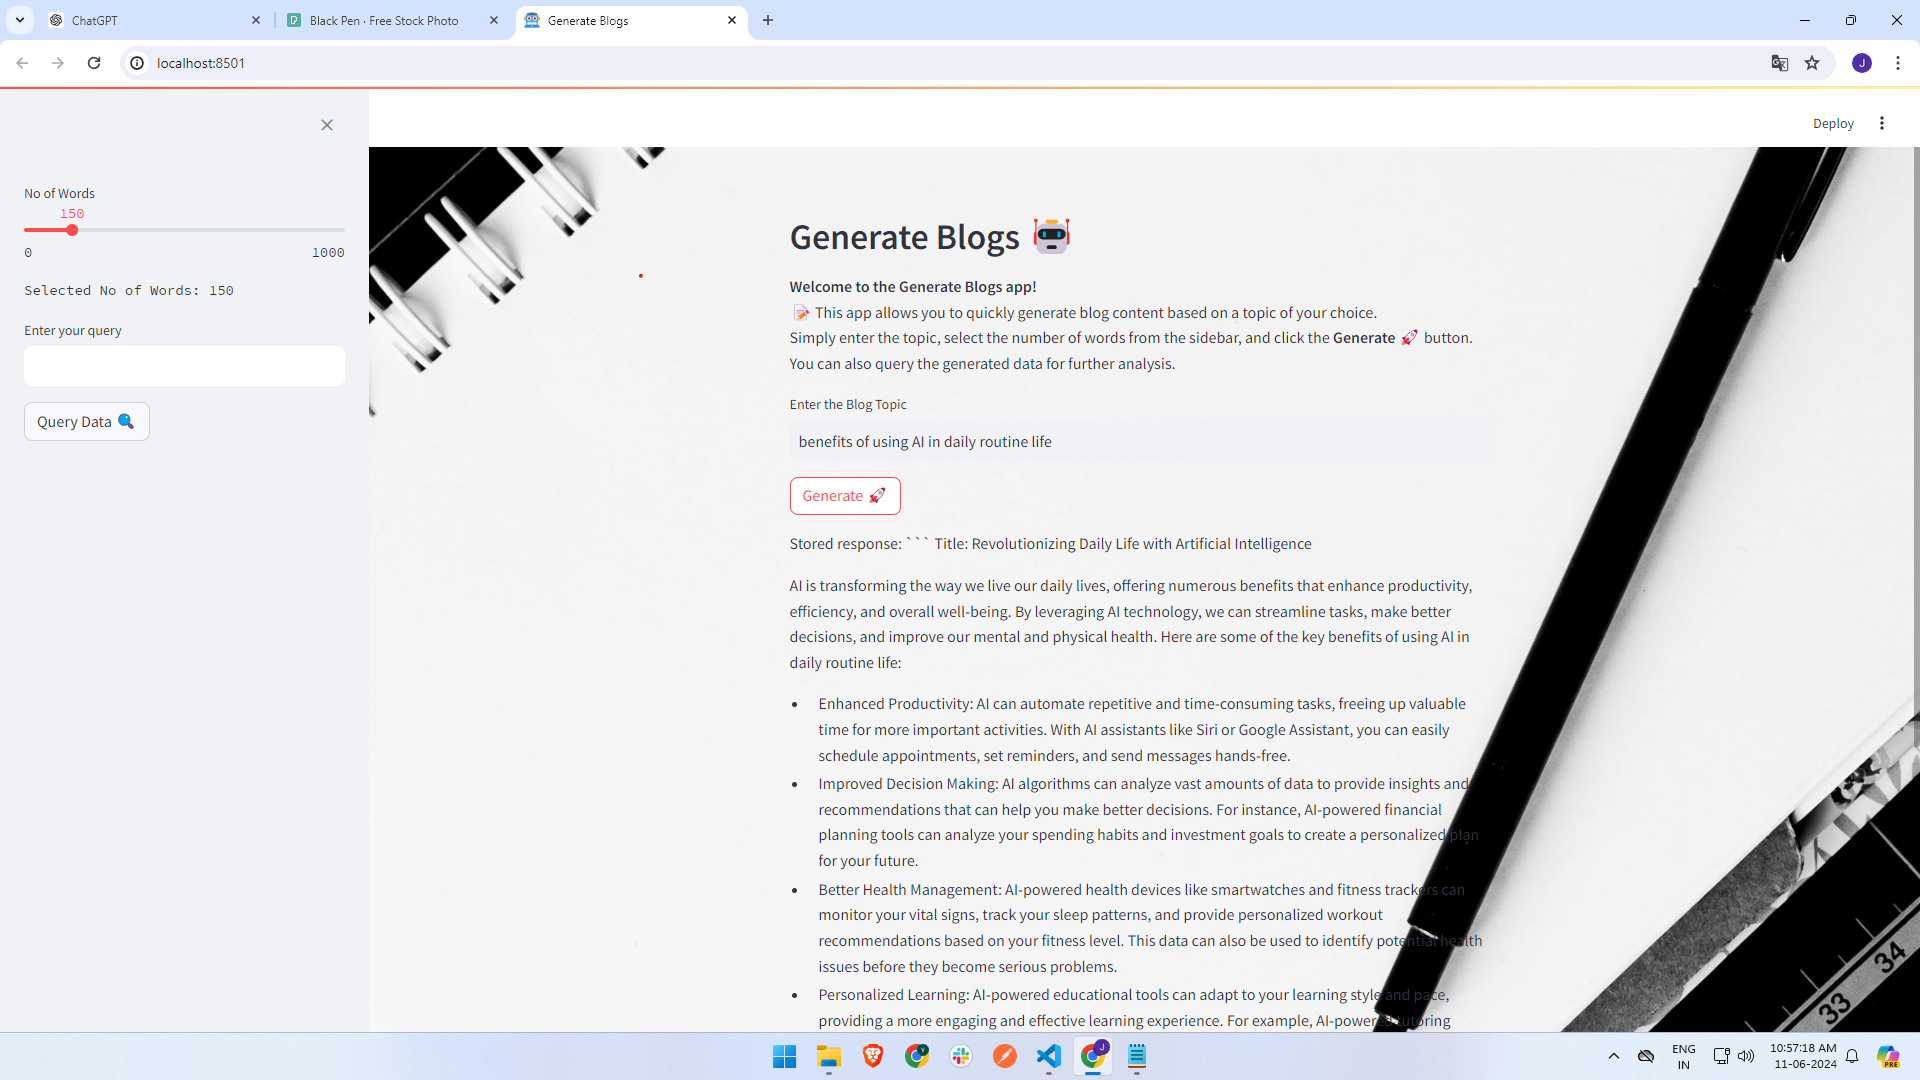 ChatGPT
Black Pen · Free Stock Photo
Generate Blogs
localhost:8501
J
Deploy
No of Words
150
0 1000
Selected No of Words: 150
Enter your query
Query Data
Generate Blogs
Welcome to the Generate Blogs app!
This app allows you to quickly generate blog content based on a topic of your choice.
Simply enter the topic, select the number of words from the sidebar, and click the Generate 🚀 button.
You can also query the generated data for further analysis.
Enter the Blog Topic
benefits of using AI in daily routine life
Generate 🚀
Stored response: ``` Title: Revolutionizing Daily Life with Artificial Intelligence
AI is transforming the way we live our daily lives, offering numerous benefits that enhance productivity,
efficiency, and overall well-being. By leveraging AI technology, we can streamline tasks, make better
decisions, and improve our mental and physical health. Here are some of the key benefits of using AI in
daily routine life:
• Enhanced Productivity: AI can automate repetitive and time-consuming tasks, freeing up valuable
time for more important activities. With AI assistants like Siri or Google Assistant, you can easily
schedule appointments, set reminders, and send messages hands-free.
• Improved Decision Making: AI algorithms can analyze vast amounts of data to provide insights and
recommendations that can help you make better decisions. For instance, AI-powered financial
planning tools can analyze your spending habits and investment goals to create a personalized plan
for your future.
• Better Health Management: AI-powered health devices like smartwatches and fitness trackers can
monitor your vital signs, track your sleep patterns, and provide personalized workout
recommendations based on your fitness level. This data can also be used to identify potential health
issues before they become serious problems.
• Personalized Learning: AI-powered educational tools can adapt to your learning style and pace,
providing a more engaging and effective learning experience. For example, AI-powered tutoring
34
33
J
ENG
IN
10:57:18 AM
11-06-2024
PRE